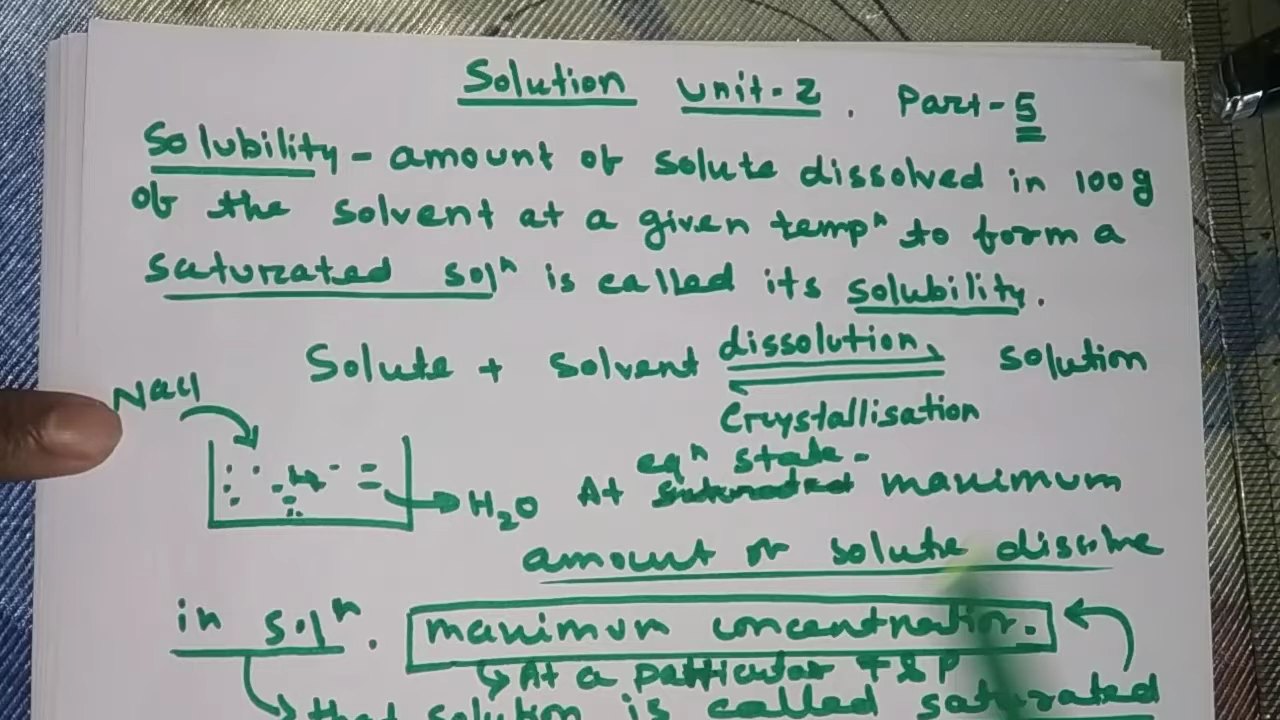 Solution Unit-2. Part-5
Solubility - amount of solute dissolved in 100g
of the solvent at a given tempⁿ to form a
saturated solⁿ is called its solubility.
Solute + Solvent dissolution solution
Crystallisation
NaCl
eqⁿ state-
H₂O At maximum
amount of solute dissolve
in solⁿ. maximum concentration.
At a particular T & P
that solution is called saturated